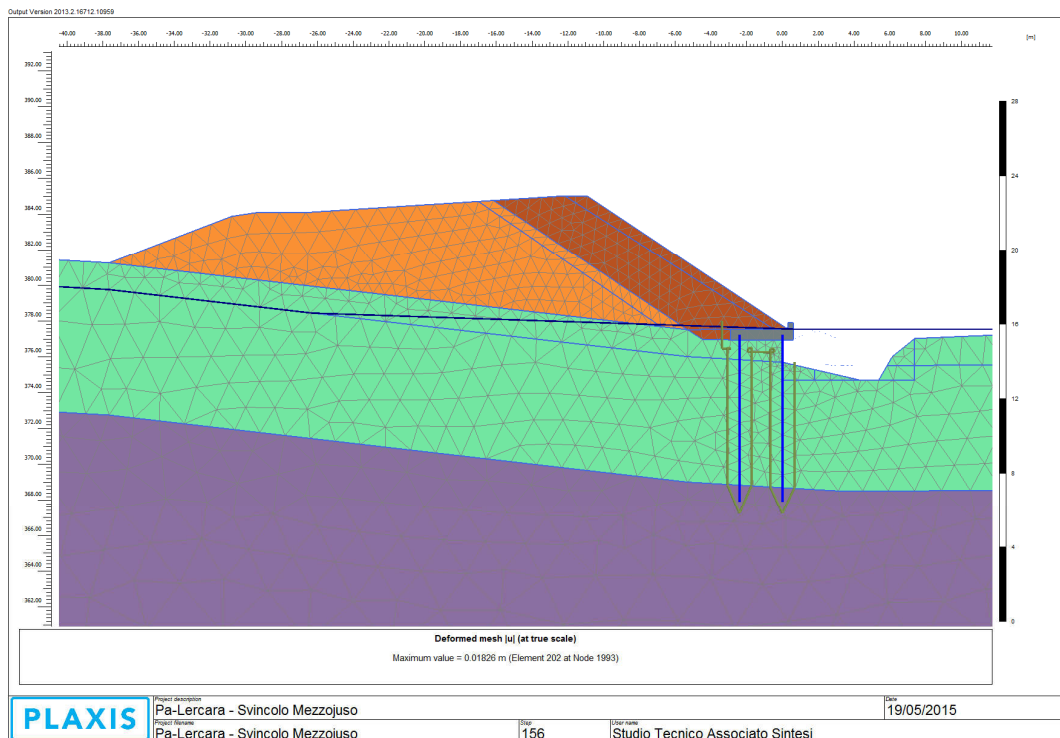 Output Version 2013.2.16712.10959
-40.00 -38.00 -36.00 -34.00 -32.00 -30.00 -28.00 -26.00 -24.00 -22.00 -20.00 -18.00 -16.00 -14.00 -12.00 -10.00 -8.00 -6.00 -4.00 -2.00 0.00 2.00 4.00 6.00 8.00 10.00
[m]
392.00
390.00
388.00
386.00
384.00
382.00
380.00
378.00
376.00
374.00
372.00
370.00
368.00
366.00
364.00
362.00
28
24
20
16
12
8
4
0
Deformed mesh |u| (at true scale)
Maximum value = 0.01826 m (Element 202 at Node 1993)
PLAXIS
Project description
Pa-Lercara - Svincolo Mezzojuso
Date
19/05/2015
Project filename
Pa-Lercara - Svincolo Mezzojuso
Step
156
User name
Studio Tecnico Associato Sintesi